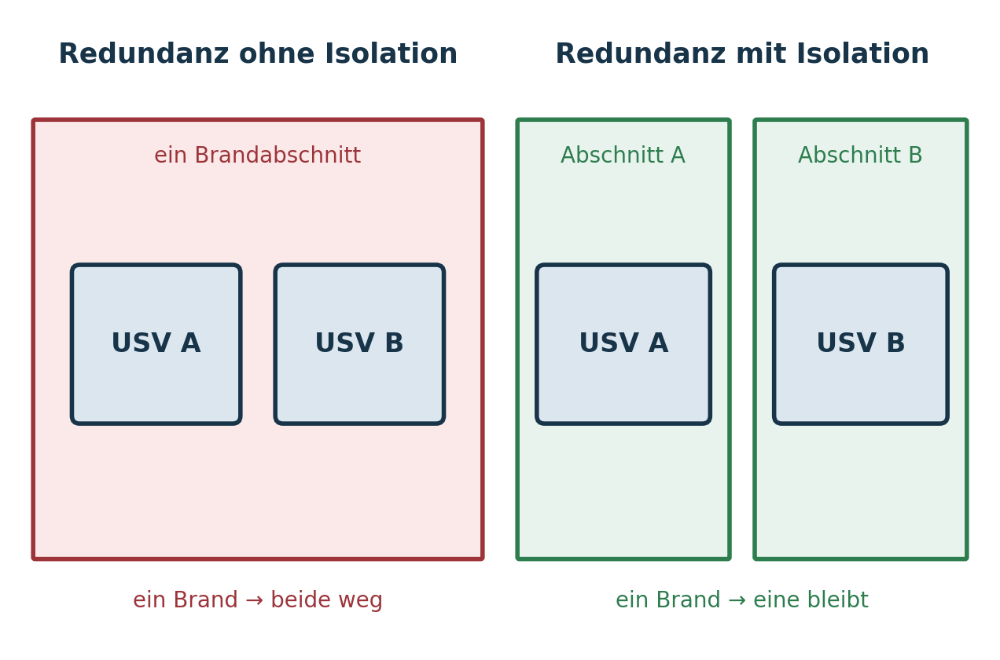 Redundanz ohne Isolation
ein Brandabschnitt
USV A
USV B
ein Brand → beide weg
Redundanz mit Isolation
Abschnitt A
Abschnitt B
USV A
USV B
ein Brand → eine bleibt